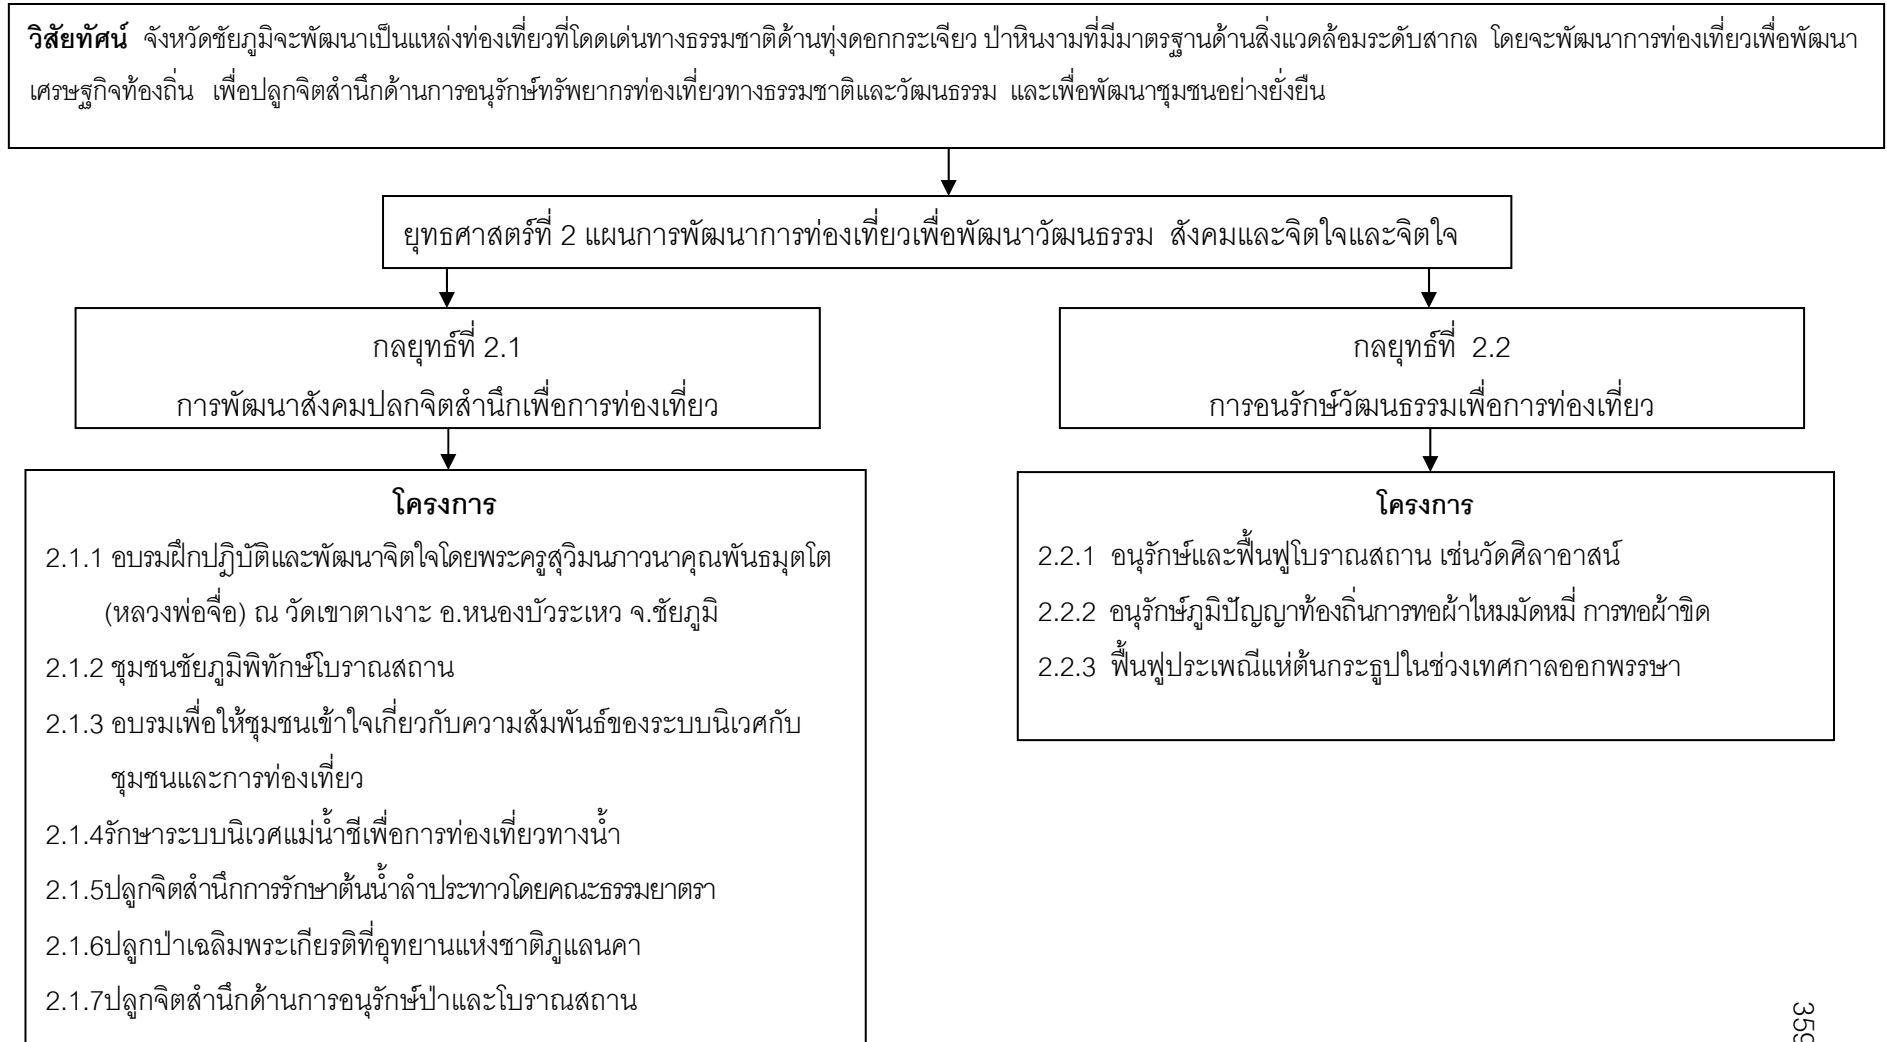 วิสัยทัศน์ จังหวัดชัยภูมิจะพัฒนาเป็นแหล่งท่องเที่ยวที่โดดเด่นทางธรรมชาติด้านทุ่งดอกกระเจียว ป่าหินงามที่มีมาตรฐานด้านสิ่งแวดล้อมระดับสากล โดยจะพัฒนาการท่องเที่ยวเพื่อพัฒนา
เศรษฐกิจท้องถิ่น เพื่อปลูกจิตสำนึกด้านการอนุรักษ์ทรัพยากรท่องเที่ยวทางธรรมชาติและวัฒนธรรม และเพื่อพัฒนาชุมชนอย่างยั่งยืน
ยุทธศาสตร์ที่ 2 แผนการพัฒนาการท่องเที่ยวเพื่อพัฒนาวัฒนธรรม สังคมและจิตใจและจิตใจ
กลยุทธ์ที่ 2.1
การพัฒนาสังคมปลกจิตสำนึกเพื่อการท่องเที่ยว
โครงการ
2.1.1 อบรมฝึกปฏิบัติและพัฒนาจิตใจโดยพระครูสุวิมนภาวนาคุณพันธมุตโต
(หลวงพ่อจื่อ) ณ วัดเขาตาเงาะ อ.หนองบัวระเหว จ.ชัยภูมิ
2.1.2 ชุมชนชัยภูมิพิทักษ์โบราณสถาน
2.1.3 อบรมเพื่อให้ชุมชนเข้าใจเกี่ยวกับความสัมพันธ์ของระบบนิเวศกับ
ชุมชนและการท่องเที่ยว
2.1.4รักษาระบบนิเวศแม่น้ำชีเพื่อการท่องเที่ยวทางน้ำ
2.1.5ปลูกจิตสำนึกการรักษาต้นน้ำลำประทาวโดยคณะธรรมยาตรา
2.1.6ปลูกป่าเฉลิมพระเกียรติที่อุทยานแห่งชาติภูแลนคา
2.1.7ปลูกจิตสำนึกด้านการอนุรักษ์ป่าและโบราณสถาน
กลยุทธ์ที่ 2.2
การอนรักษ์วัฒนธรรมเพื่อการท่องเที่ยว
โครงการ
2.2.1 อนุรักษ์และฟื้นฟูโบราณสถาน เช่นวัดศิลาอาสน์
2.2.2 อนุรักษ์ภูมิปัญญาท้องถิ่นการทอผ้าไหมมัดหมี่ การทอผ้าขิด
2.2.3 ฟื้นฟูประเพณีแห่ต้นกระธูปในช่วงเทศกาลออกพรรษา
359